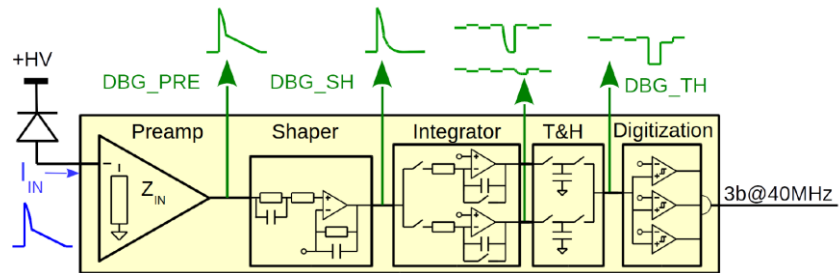 +HV
DBG_PRE
DBG_SH
DBG_TH
Preamp
Shaper
Integrator
T&H
Digitization
I_IN
Z_IN
3b@40MHz